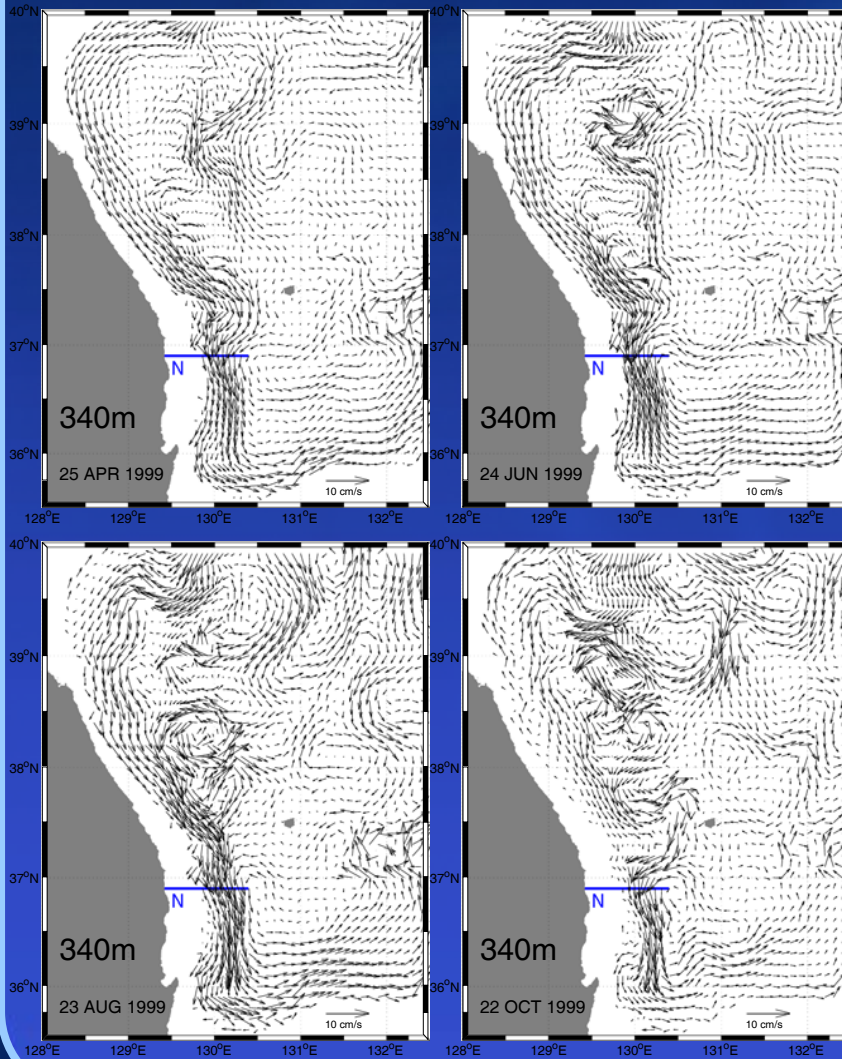 40°N
39°N
38°N
37°N
36°N
N
340m
25 APR 1999
10 cm/s
128°E
129°E
130°E
131°E
132°E
40°N
39°N
38°N
37°N
36°N
N
340m
24 JUN 1999
10 cm/s
128°E
129°E
130°E
131°E
132°E
40°N
39°N
38°N
37°N
36°N
N
340m
23 AUG 1999
10 cm/s
128°E
129°E
130°E
131°E
132°E
40°N
39°N
38°N
37°N
36°N
N
340m
22 OCT 1999
10 cm/s
128°E
129°E
130°E
131°E
132°E